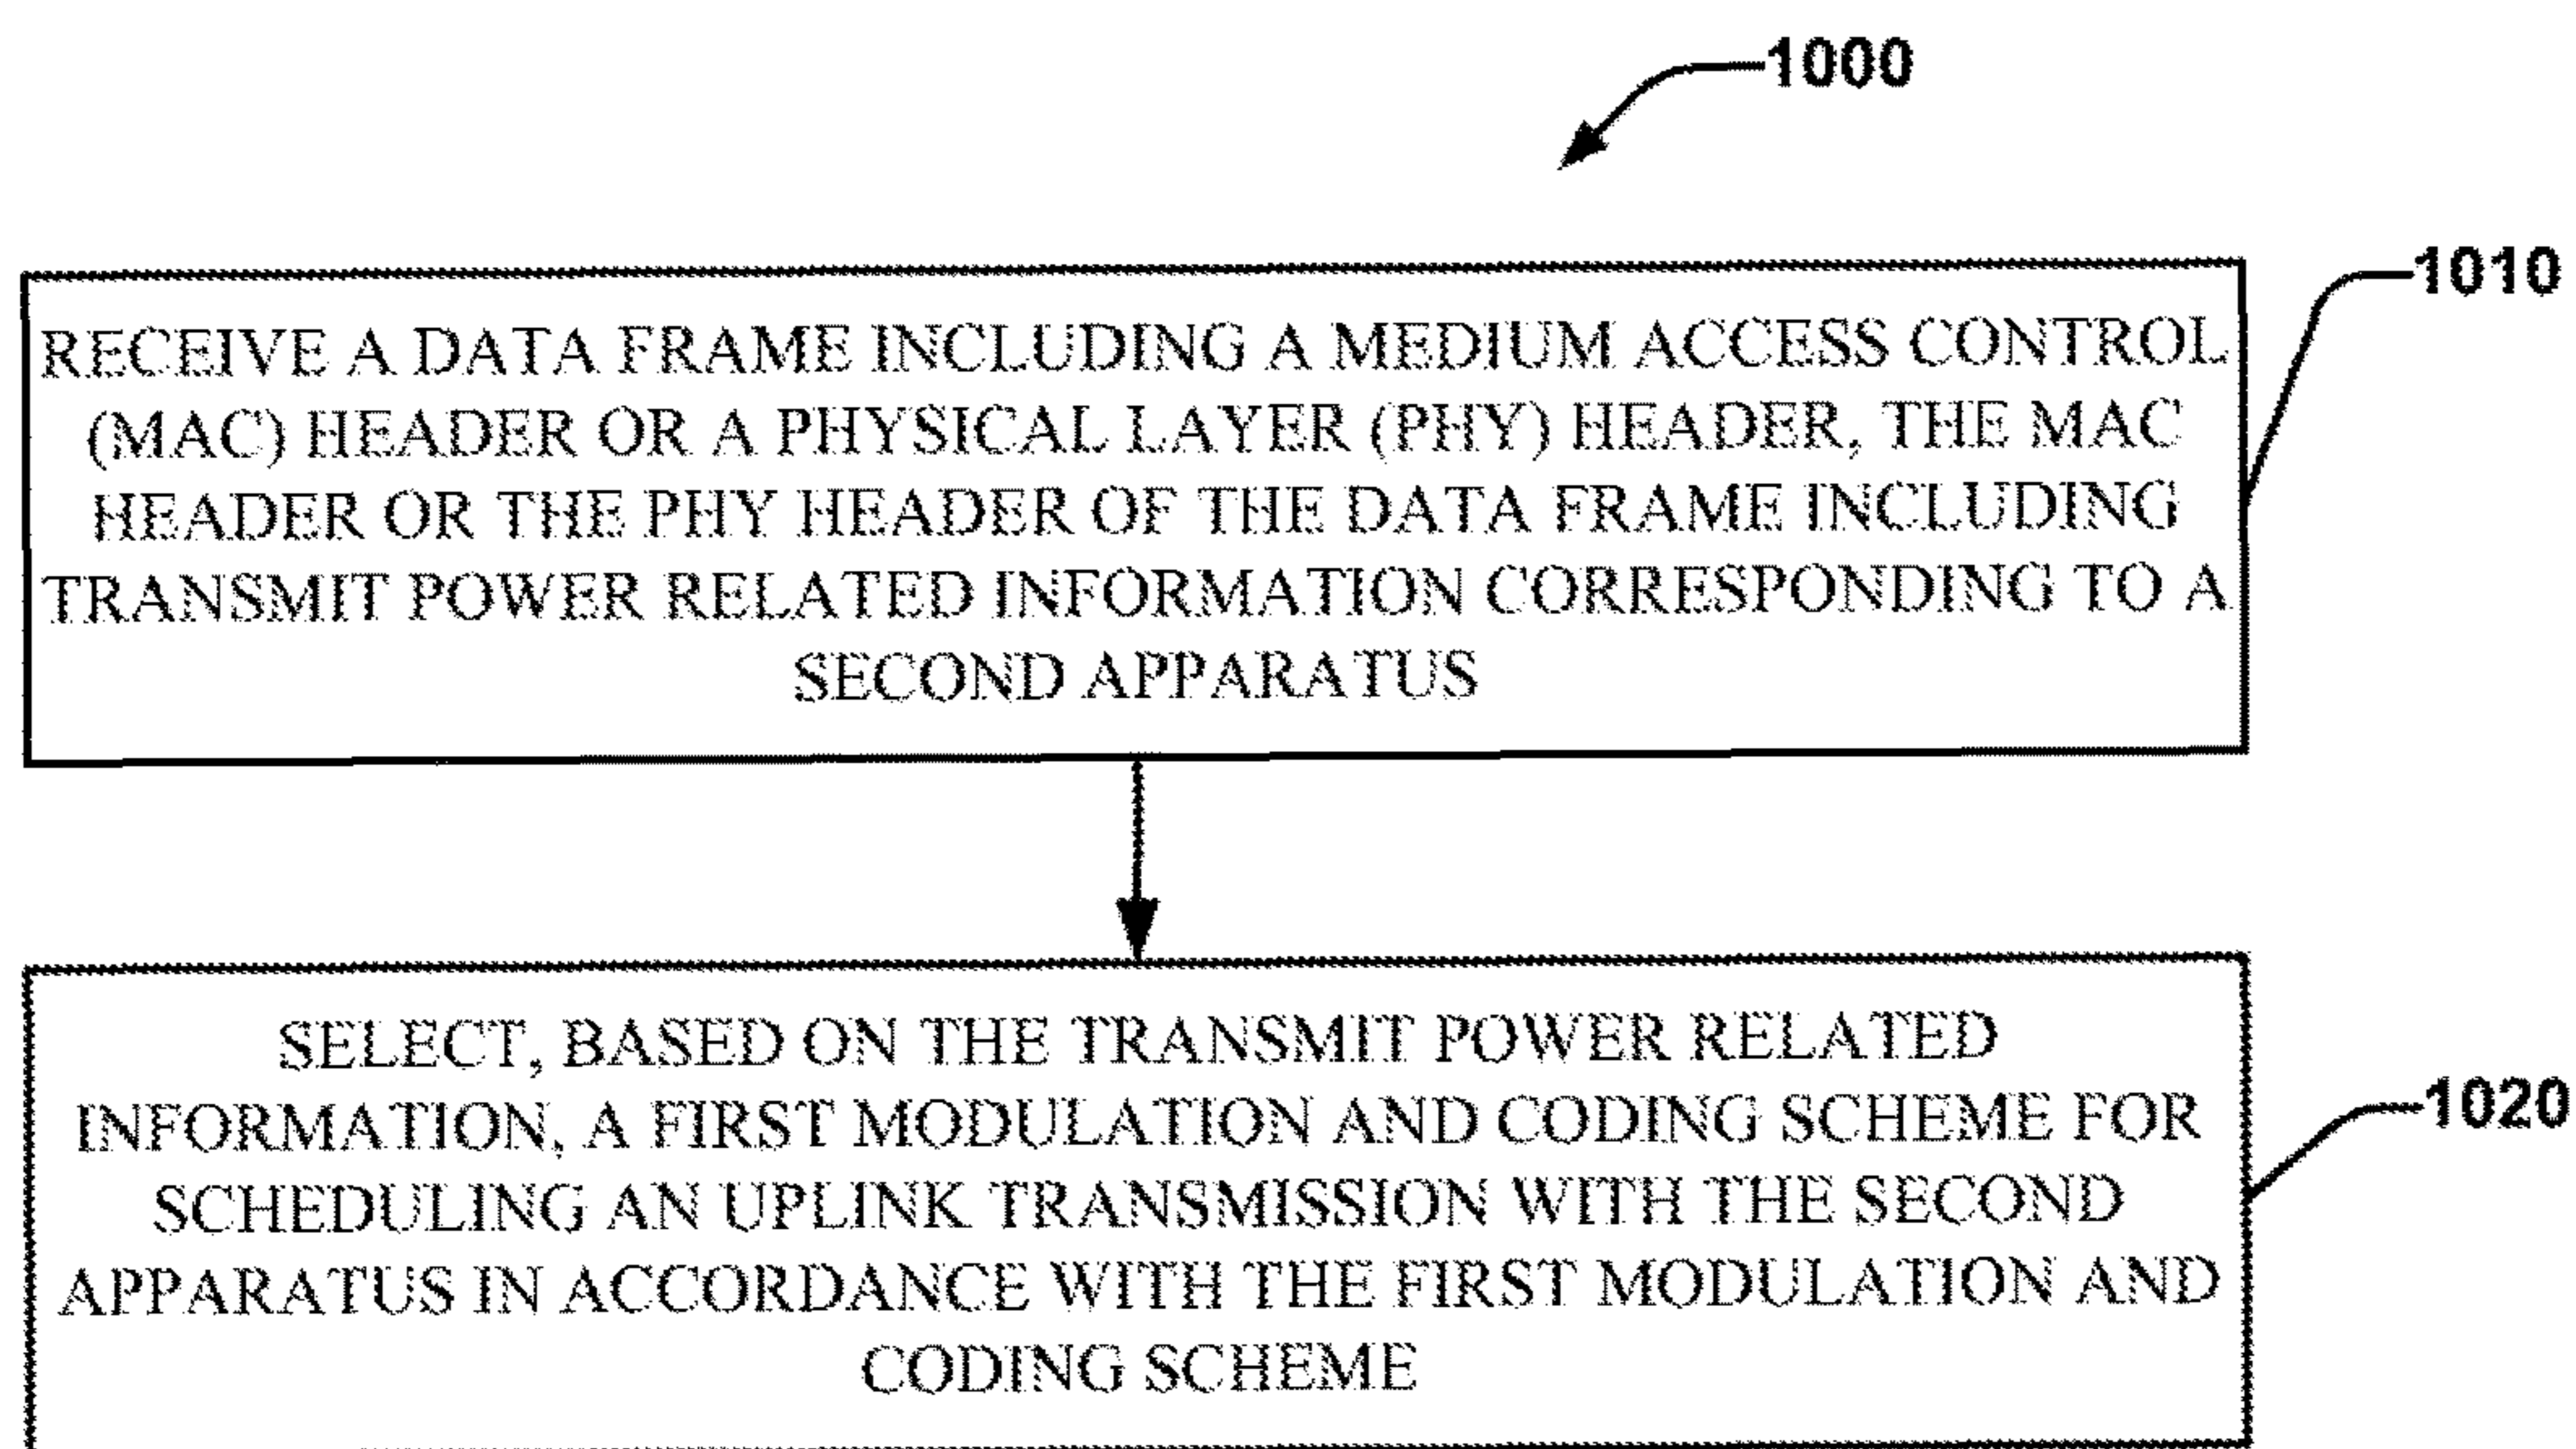 1000
1010
RECEIVE A DATA FRAME INCLUDING A MEDIUM ACCESS CONTROL
(MAC) HEADER OR A PHYSICAL LAYER (PHY) HEADER, THE MAC
HEADER OR THE PHY HEADER OF THE DATA FRAME INCLUDING
TRANSMIT POWER RELATED INFORMATION CORRESPONDING TO A
SECOND APPARATUS
SELECT, BASED ON THE TRANSMIT POWER RELATED
INFORMATION, A FIRST MODULATION AND CODING SCHEME FOR
SCHEDULING AN UPLINK TRANSMISSION WITH THE SECOND
APPARATUS IN ACCORDANCE WITH THE FIRST MODULATION AND
CODING SCHEME
1020